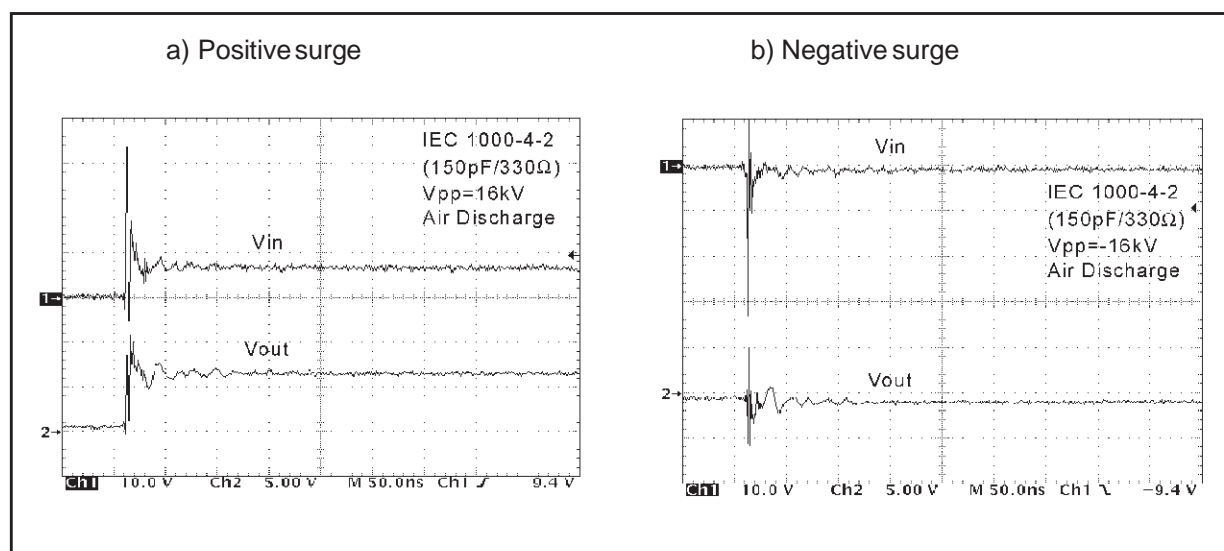 a) Positive surge
IEC 1000-4-2
(150pF/330Ω)
Vpp=16kV
Air Discharge
Vin
1
Vout
2
Ch1 10.0 V Ch2 5.00 V M 50.0ns Ch1 9.4 V
b) Negative surge
Vin
1
IEC 1000-4-2
(150pF/330Ω)
Vpp=-16kV
Air Discharge
Vout
2
Ch1 10.0 V Ch2 5.00 V M 50.0ns Ch1 -9.4 V